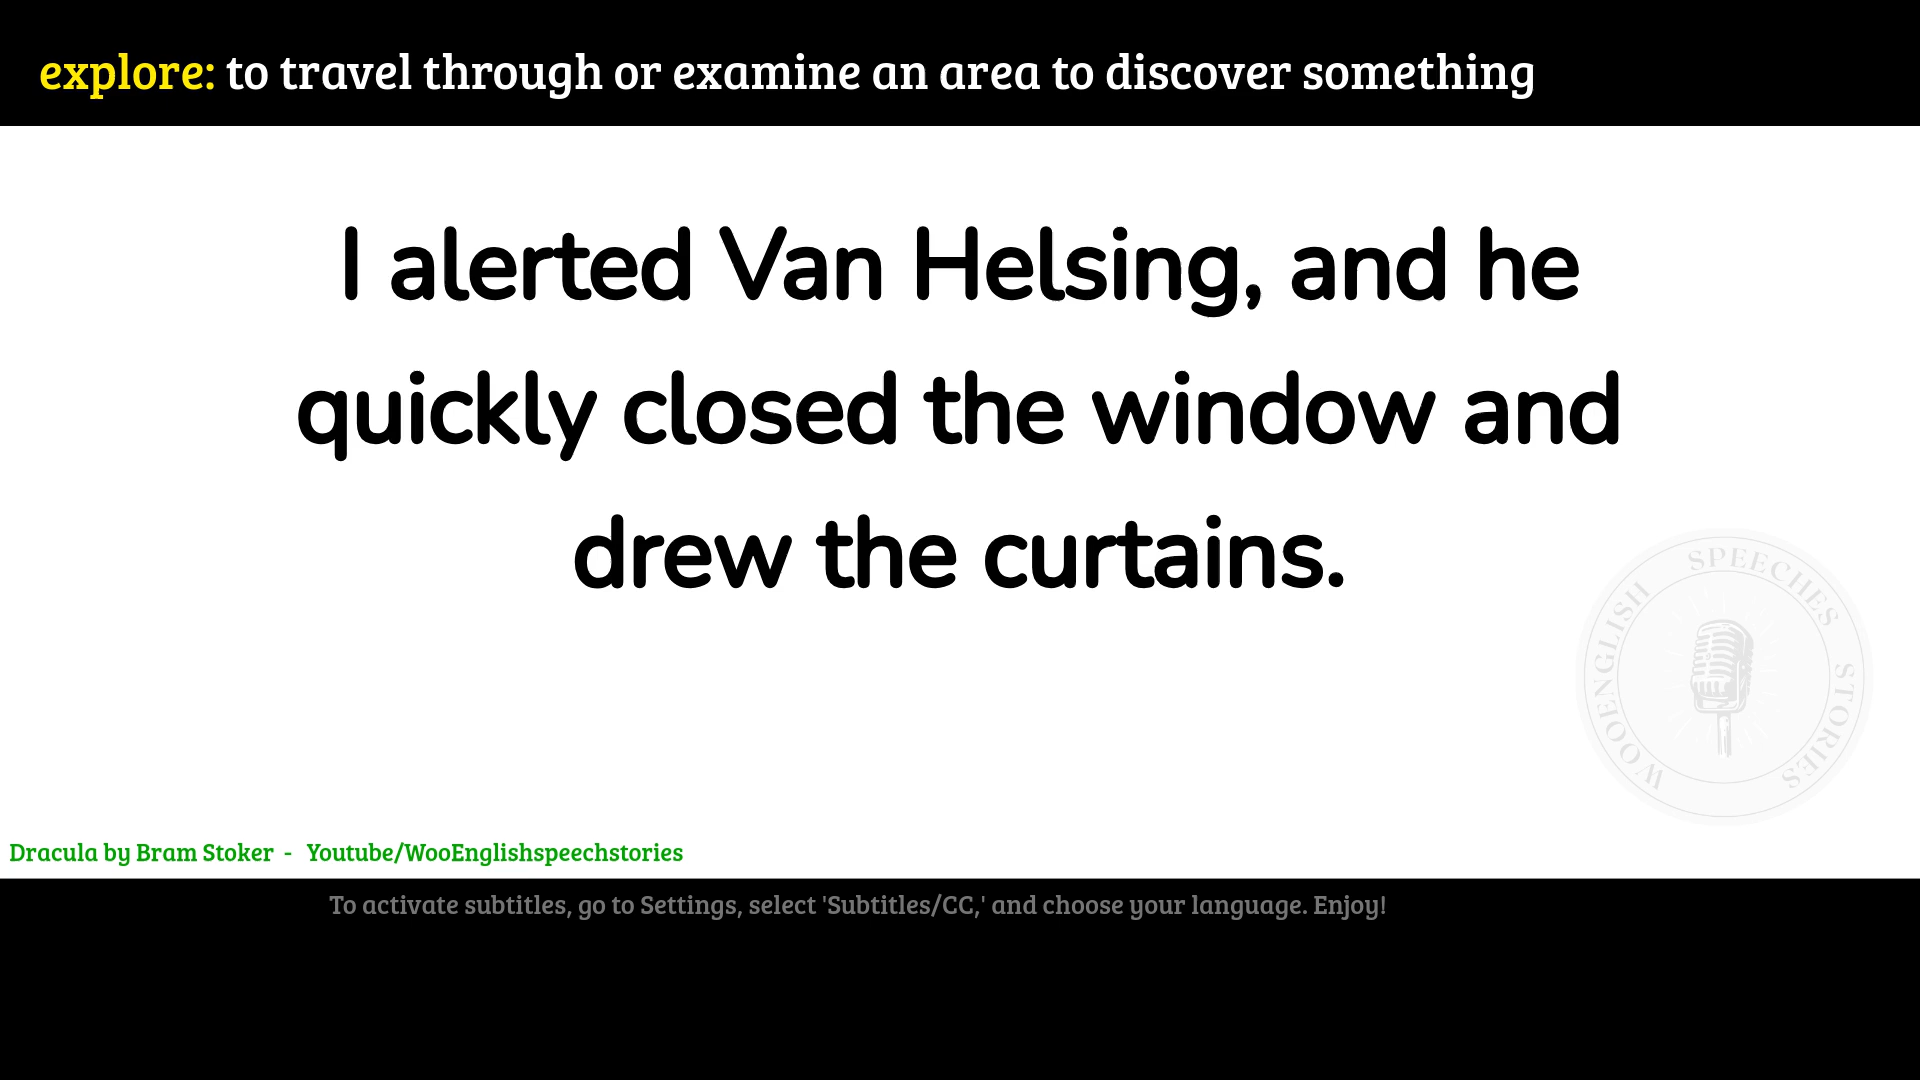 explore: to travel through or examine an area to discover something
I alerted Van Helsing, and he
quickly closed the window and
drew the curtains.
WOOENGLISH SPEECHES STORIES
Dracula by Bram Stoker - Youtube/WooEnglishspeechstories
To activate subtitles, go to Settings, select 'Subtitles/CC,' and choose your language. Enjoy!